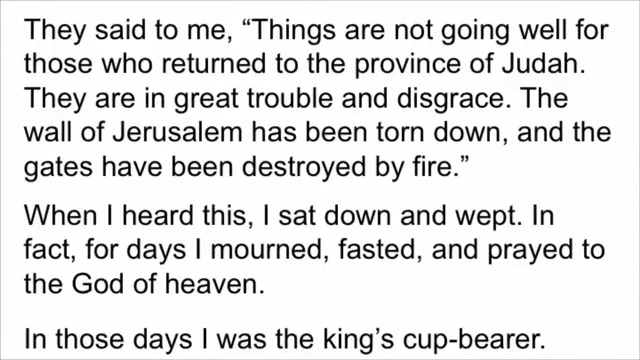 They said to me, “Things are not going well for
those who returned to the province of Judah.
They are in great trouble and disgrace. The
wall of Jerusalem has been torn down, and the
gates have been destroyed by fire.”
When I heard this, I sat down and wept. In
fact, for days I mourned, fasted, and prayed to
the God of heaven.
In those days I was the king’s cup-bearer.